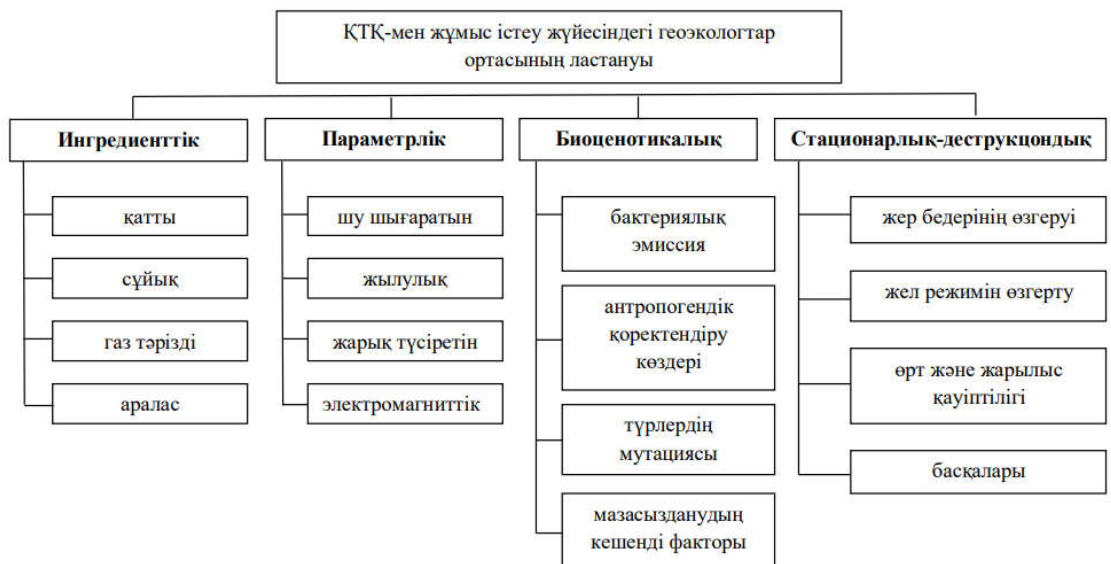 ҚТҚ-мен жұмыс істеу жүйесіндегі геоэкологтар
ортасының ластануы
Ингредиенттік
қатты
сұйық
газ тәрізді
аралас
Параметрлік
шу шығаратын
жылулық
жарық түсіретін
электромагниттік
Биоценотикалық
бактериялық
эмиссия
антропогендік
қоректендіру
көздері
түрлердің
мутациясы
мазасызданудың
кешенді факторы
Стационарлық-деструкцондық
жер бедерінің өзгеруі
жел режимін өзгерту
өрт және жарылыс
қауіптілігі
басқалары